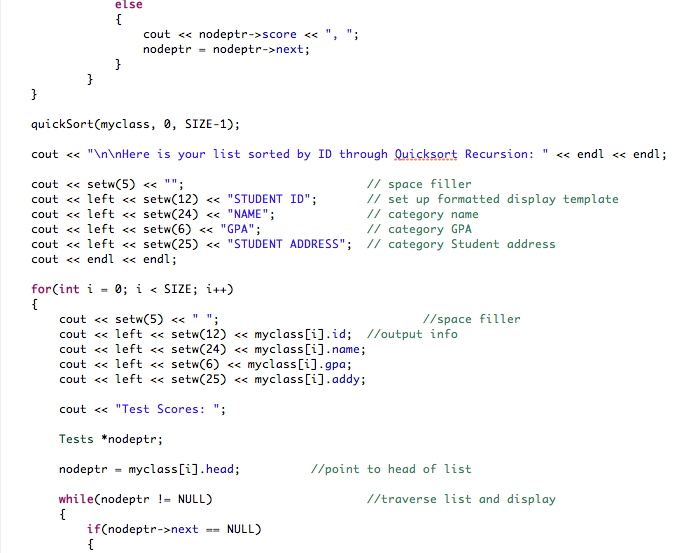 else
{
cout << nodeptr->score << ", ";
nodeptr = nodeptr->next;
}
}
}
quickSort(myclass, 0, SIZE-1);
cout << "\n\nHere is your list sorted by ID through Quicksort Recursion: " << endl << endl;
cout << setw(5) << ""; // space filler
cout << left << setw(12) << "STUDENT ID"; // set up formatted display template
cout << left << setw(24) << "NAME"; // category name
cout << left << setw(6) << "GPA"; // category GPA
cout << left << setw(25) << "STUDENT ADDRESS"; // category Student address
cout << endl << endl;
for(int i = 0; i < SIZE; i++)
{
cout << setw(5) << " "; //space filler
cout << left << setw(12) << myclass[i].id; //output info
cout << left << setw(24) << myclass[i].name;
cout << left << setw(6) << myclass[i].gpa;
cout << left << setw(25) << myclass[i].addy;
cout << "Test Scores: ";
Tests *nodeptr;
nodeptr = myclass[i].head; //point to head of list
while(nodeptr != NULL) //traverse list and display
{
if(nodeptr->next == NULL)
{